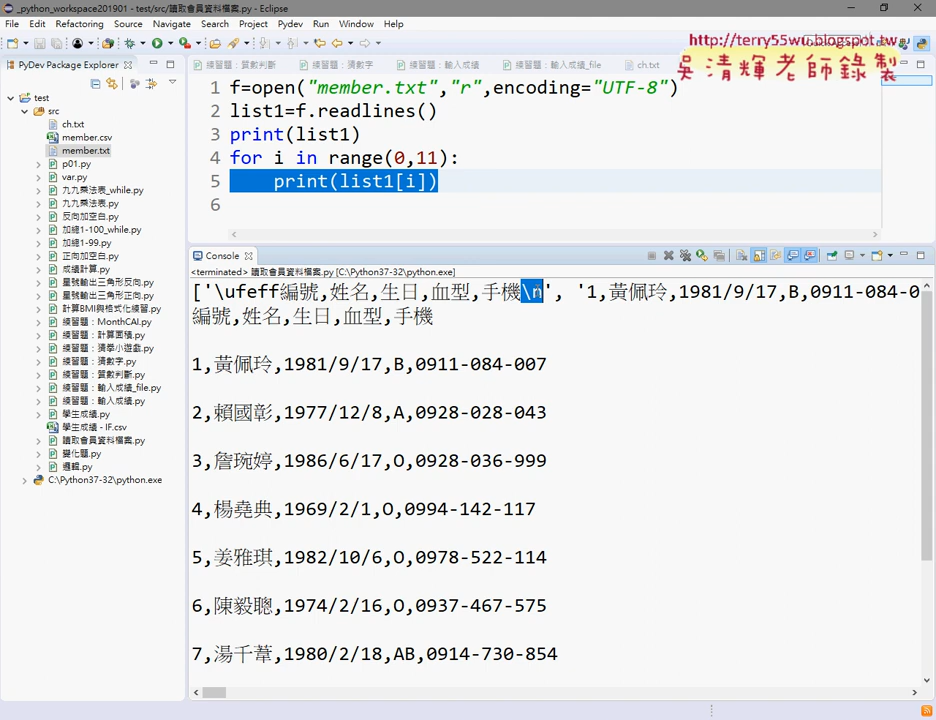 _python_workspace201901 - test/src/讀取會員資料檔案.py - Eclipse
File Edit Refactoring Source Navigate Search Project Pydev Run Window Help
http://terry55wu.blogspot.tw
吳清輝老師錄製
PyDev Package Explorer
練習題：質數判斷
練習題：猜數字
練習題：輸入成績
練習題：輸入成績_file
ch.txt
test
src
ch.txt
member.csv
member.txt
p01.py
var.py
九九乘法表_while.py
九九乘法表.py
反向加空白.py
加總1-100_while.py
加總1-99.py
正向加空白.py
成績計算.py
星號輸出三角形反向.py
星號輸出三角形正向.py
計算BMI與格式化練習.py
練習題：MonthCAl.py
練習題：計算面積.py
練習題：猜拳小遊戲.py
練習題：猜數字.py
練習題：質數判斷.py
練習題：輸入成績_file.py
練習題：輸入成績.py
學生成績.py
學生成績 - IF.csv
讀取會員資料檔案.py
變化題.py
邏輯.py
C:\Python37-32\python.exe
1 f=open("member.txt","r",encoding="UTF-8")
2 list1=f.readlines()
3 print(list1)
4 for i in range(0,11):
5     print(list1[i])
6
Console
<terminated> 讀取會員資料檔案.py [C:\Python37-32\python.exe]
['\ufeff編號,姓名,生日,血型,手機\n', '1,黃佩玲,1981/9/17,B,0911-084-0
編號,姓名,生日,血型,手機
1,黃佩玲,1981/9/17,B,0911-084-007
2,賴國彰,1977/12/8,A,0928-028-043
3,詹琬婷,1986/6/17,O,0928-036-999
4,楊堯典,1969/2/1,O,0994-142-117
5,姜雅琪,1982/10/6,O,0978-522-114
6,陳毅聰,1974/2/16,O,0937-467-575
7,湯千葦,1980/2/18,AB,0914-730-854